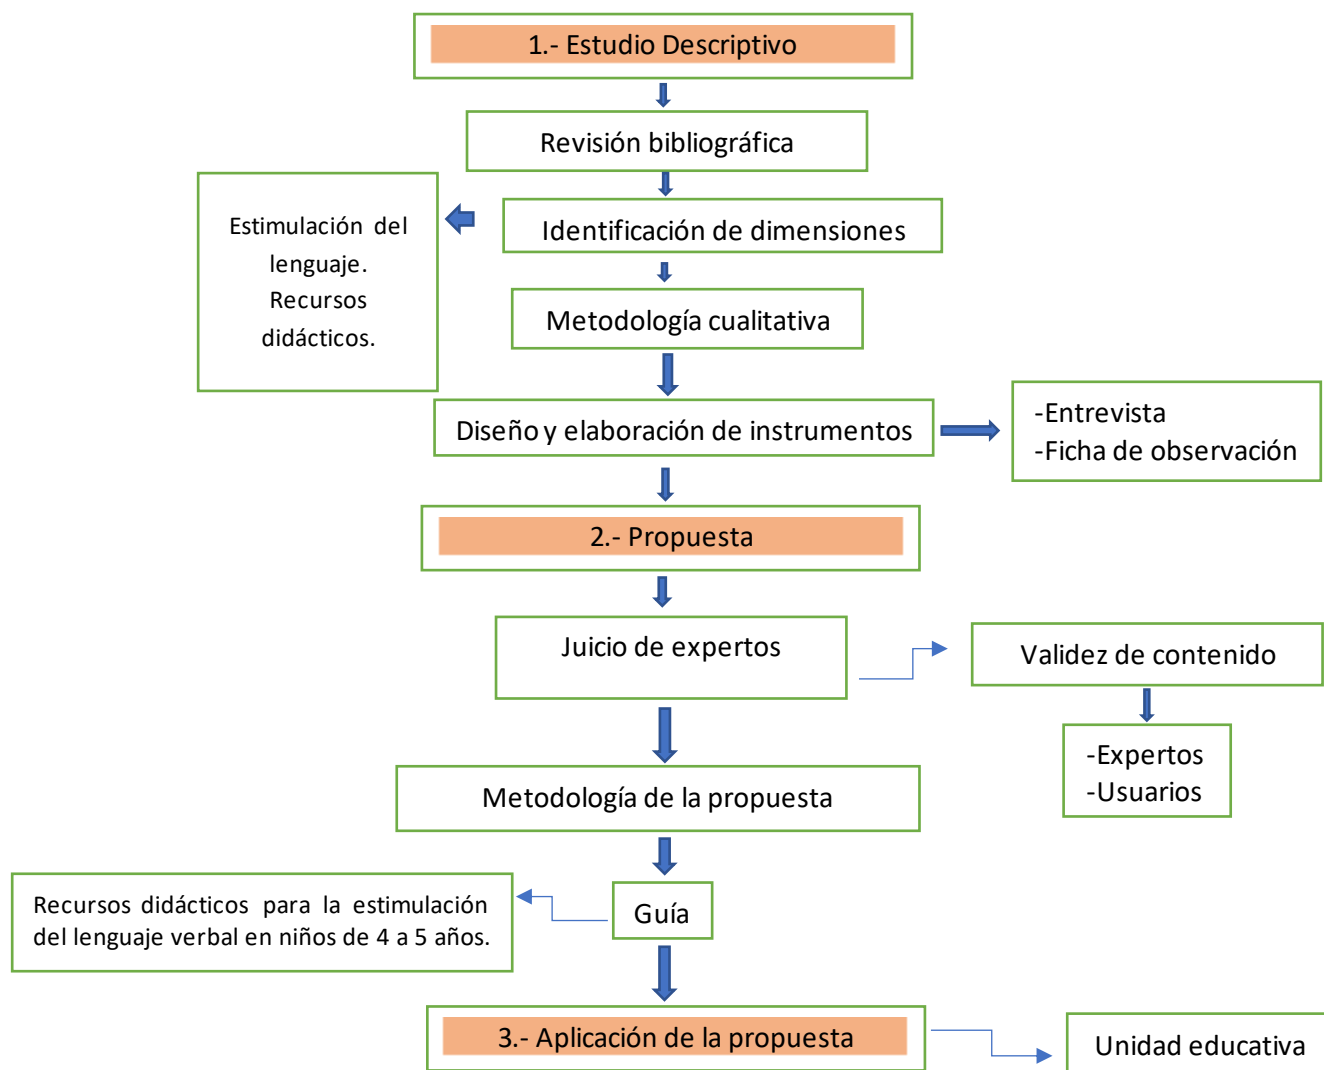 1.- Estudio Descriptivo
Revisión bibliográfica
Estimulación del
lenguaje.
Recursos
didácticos.
Identificación de dimensiones
Metodología cualitativa
Diseño y elaboración de instrumentos
-Entrevista
-Ficha de observación
2.- Propuesta
Juicio de expertos
Validez de contenido
-Expertos
-Usuarios
Metodología de la propuesta
Guía
Recursos didácticos para la estimulación
del lenguaje verbal en niños de 4 a 5 años.
3.- Aplicación de la propuesta
Unidad educativa